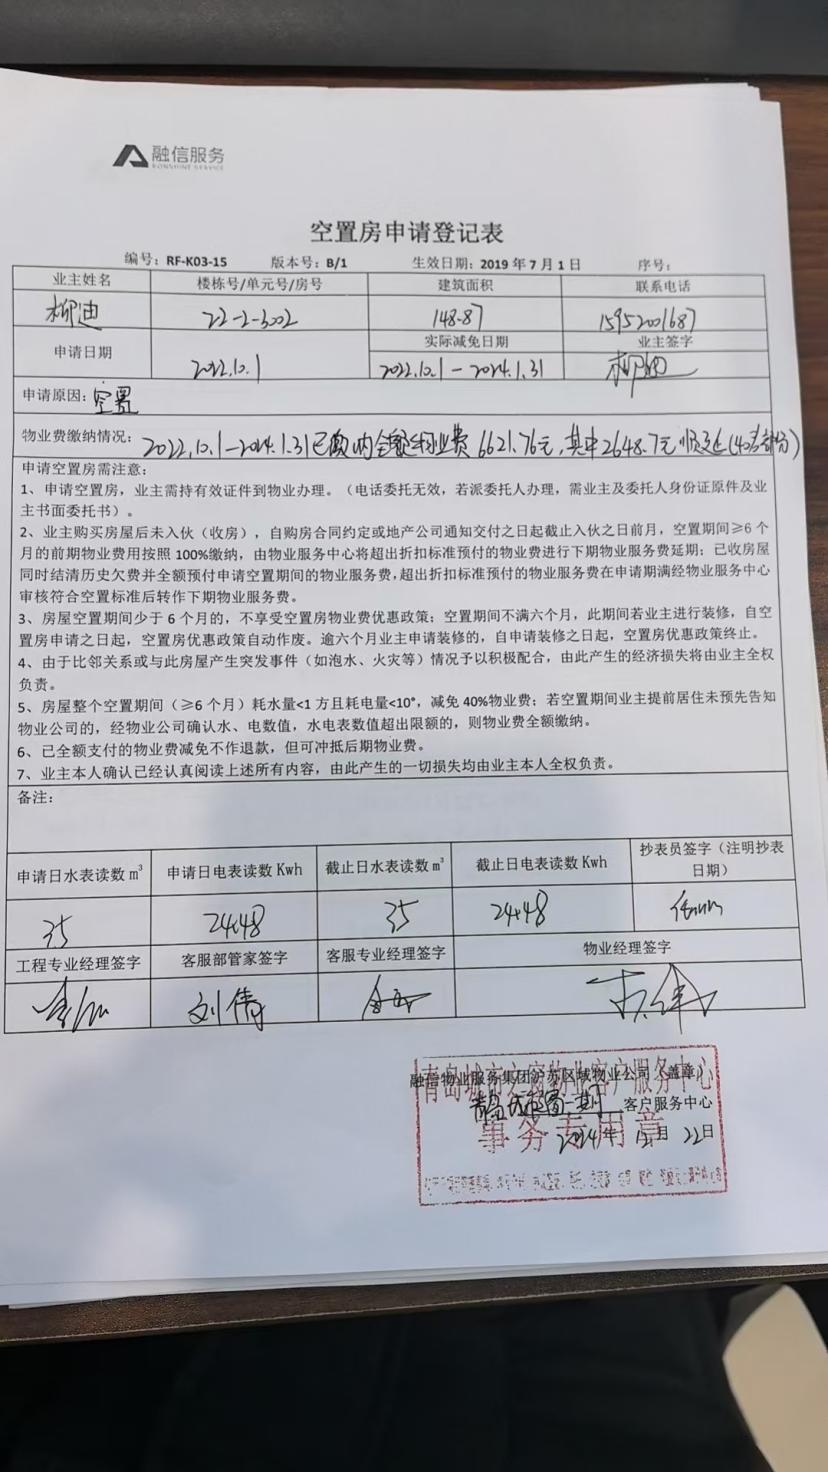 融信服务
RONSHINE SERVICE
空置房申请登记表
编号：RF-K03-15 版本号：B/1 生效日期：2019 年 7 月 1 日 序号：
业主姓名 楼栋号/单元号/房号 建筑面积 联系电话
柳迪 22-2-3002 148.87 15952001687
申请日期 2022.10.1 实际减免日期 业主签字
2022.10.1－2024.1.31 柳迪
申请原因：空置
物业费缴纳情况：2022.10.1－2024.1.31已缴纳全额物业费6621.76元，其中2648.7元顺延(40%部分)
申请空置房需注意：
1、申请空置房，业主需持有效证件到物业办理。（电话委托无效，若派委托人办理，需业主及委托人身份证原件及业
主书面委托书）。
2、业主购买房屋后未入伙（收房），自购房合同约定或地产公司通知交付之日起截止入伙之日前月，空置期间≥6 个
月的前期物业费用按照 100%缴纳，由物业服务中心将超出折扣标准预付的物业费进行下期物业服务费延期；已收房屋
同时结清历史欠费并全额预付申请空置期间的物业服务费，超出折扣标准预付的物业服务费在申请期满经物业服务中心
审核符合空置标准后转作下期物业服务费。
3、房屋空置期间少于 6 个月的，不享受空置房物业费优惠政策；空置期间不满六个月，此期间若业主进行装修，自空
置房申请之日起，空置房优惠政策自动作废。逾六个月业主申请装修的，自申请装修之日起，空置房优惠政策终止。
4、由于比邻关系或与此房屋产生突发事件（如泡水、火灾等）情况予以积极配合，由此产生的经济损失将由业主全权
负责。
5、房屋整个空置期间（≥6 个月）耗水量<1 方且耗电量<10°，减免 40%物业费；若空置期间业主提前居住未预先告知
物业公司的，经物业公司确认水、电数值，水电表数值超出限额的，则物业费全额缴纳。
6、已全额支付的物业费减免不作退款，但可冲抵后期物业费。
7、业主本人确认已经认真阅读上述所有内容，由此产生的一切损失均由业主本人全权负责。
备注：
申请日水表读数 m³ 申请日电表读数 Kwh 截止日水表读数 m³ 截止日电表读数 Kwh 抄表员签字（注明抄表日期）
35 35
工程专业经理签字 客服部管家签字 客服专业经理签字 物业经理签字
刘倩
融信物业服务集团沪苏区域物业公司（盖章）
客户服务中心
2024年12月22日
事务专用章